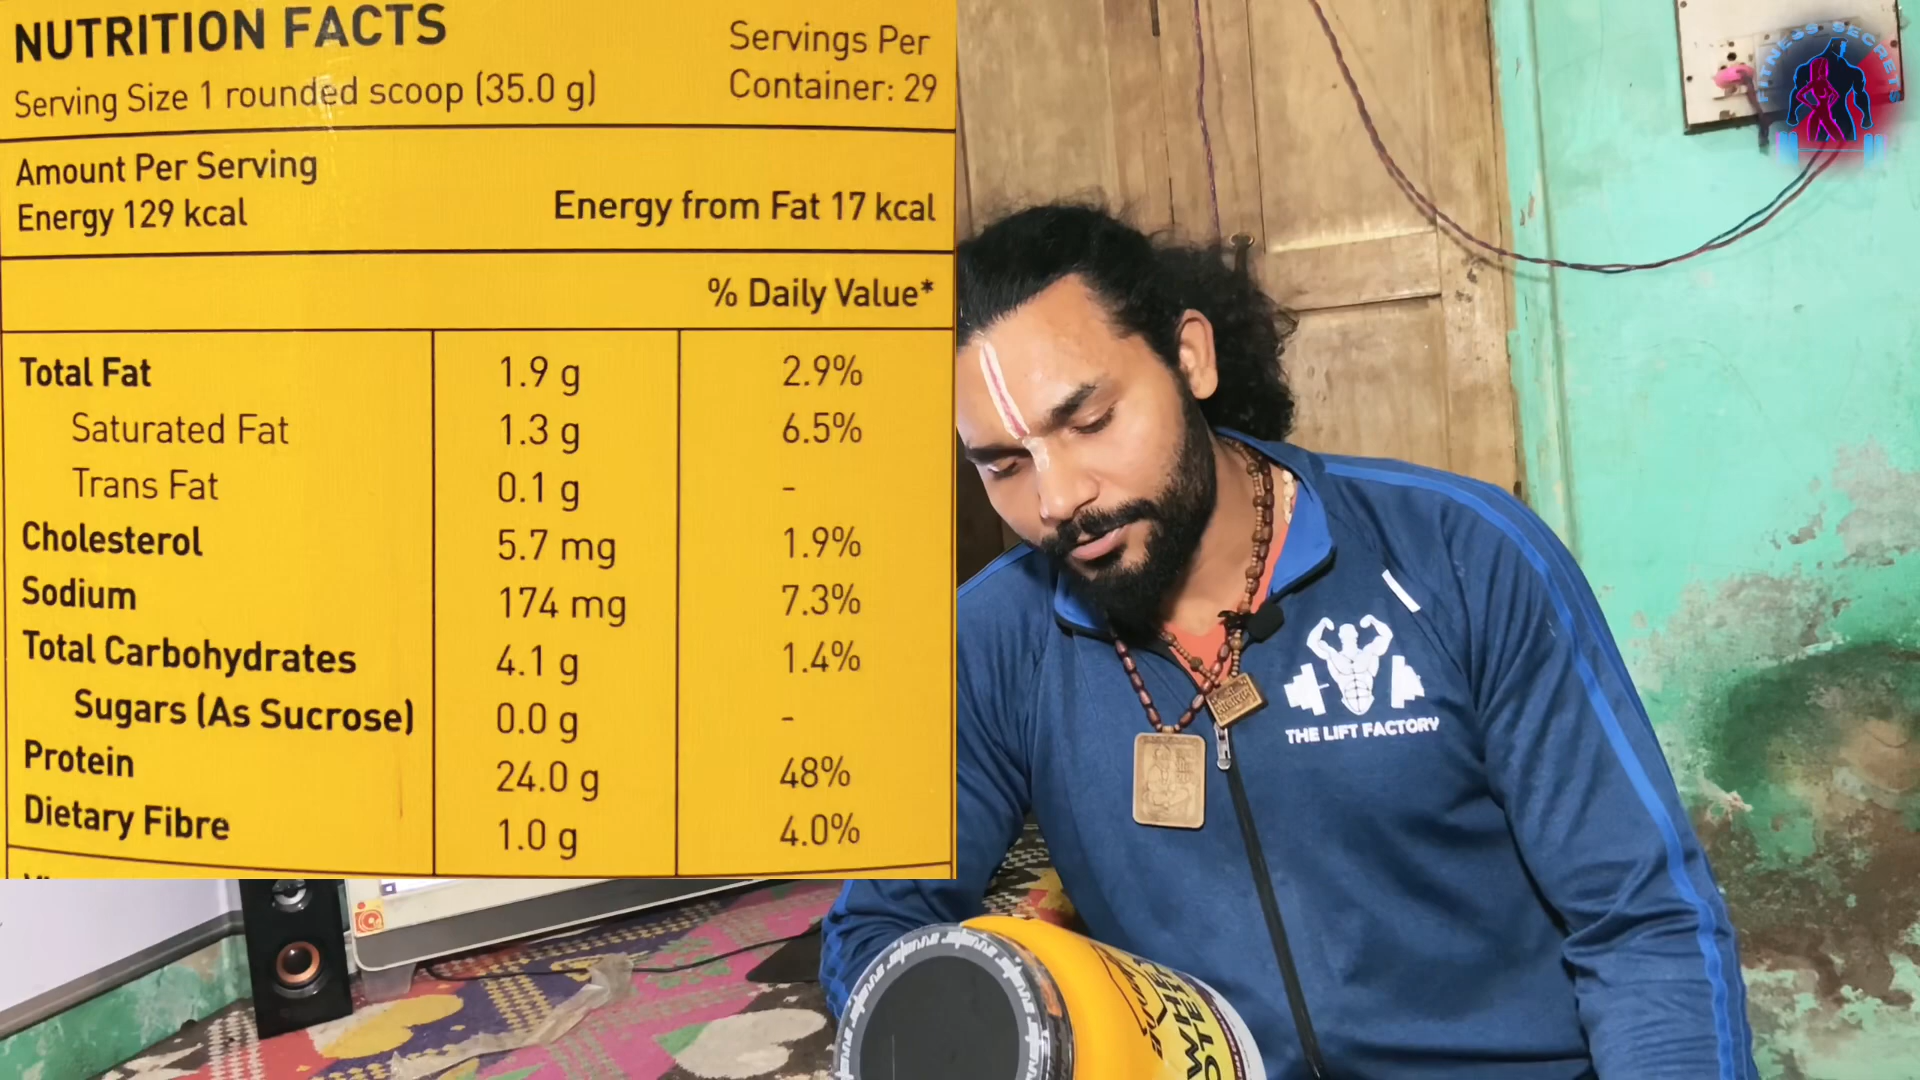 NUTRITION FACTS
Serving Size 1 rounded scoop (35.0 g)
Servings Per
Container: 29
Amount Per Serving
Energy 129 kcal
Energy from Fat 17 kcal
% Daily Value*
Total Fat 1.9 g 2.9%
Saturated Fat 1.3 g 6.5%
Trans Fat 0.1 g -
Cholesterol 5.7 mg 1.9%
Sodium 174 mg 7.3%
Total Carbohydrates 4.1 g 1.4%
Sugars (As Sucrose) 0.0 g -
Protein 24.0 g 48%
Dietary Fibre 1.0 g 4.0%
FITNESS SECRETS
THE LIFT FACTORY